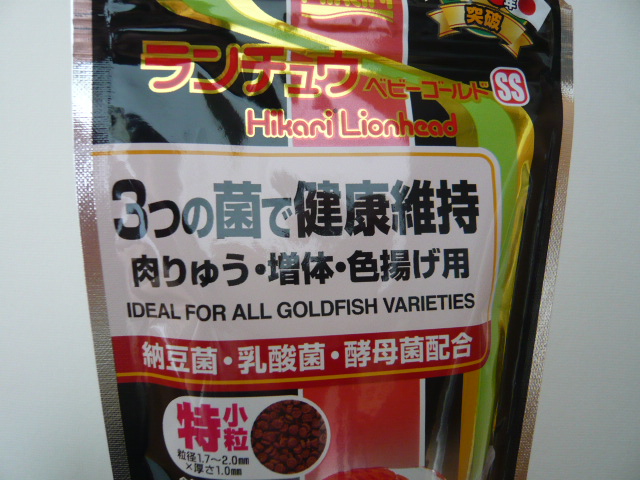 年
突破
ランチュウ
ベビーゴールド SS
Hikari Lionhead
3つの菌で健康維持
肉りゅう・増体・色揚げ用
IDEAL FOR ALL GOLDFISH VARIETIES
納豆菌・乳酸菌・酵母菌配合
特小粒
粒径1.7～2.0mm
×厚さ1.0mm